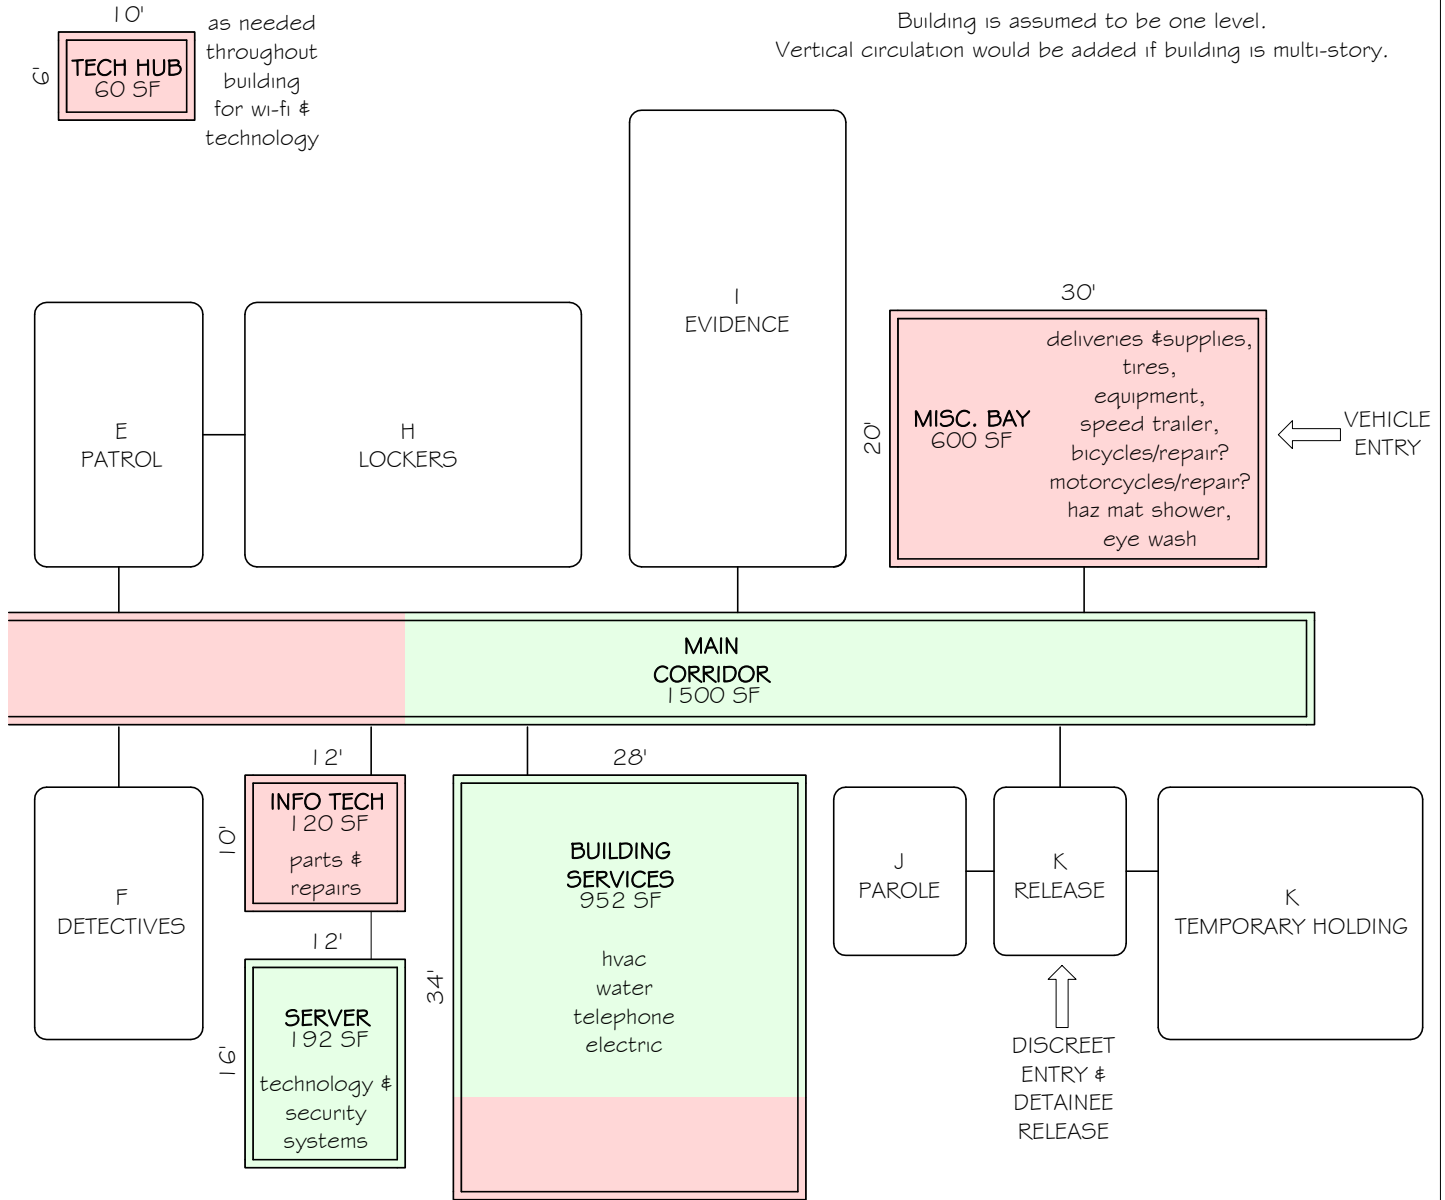 10'
6'
TECH HUB
60 SF
as needed
throughout
building
for wi-fi &
technology
Building is assumed to be one level.
Vertical circulation would be added if building is multi-story.
E
PATROL
H
LOCKERS
I
EVIDENCE
30'
20'
MISC. BAY
600 SF
deliveries &supplies,
tires,
equipment,
speed trailer,
bicycles/repair?
motorcycles/repair?
haz mat shower,
eye wash
VEHICLE
ENTRY
MAIN
CORRIDOR
1500 SF
F
DETECTIVES
12'
10'
INFO TECH
120 SF
parts &
repairs
12'
16'
SERVER
192 SF
technology &
security
systems
28'
34'
BUILDING
SERVICES
952 SF
hvac
water
telephone
electric
J
PAROLE
K
RELEASE
K
TEMPORARY HOLDING
DISCREET
ENTRY &
DETAINEE
RELEASE